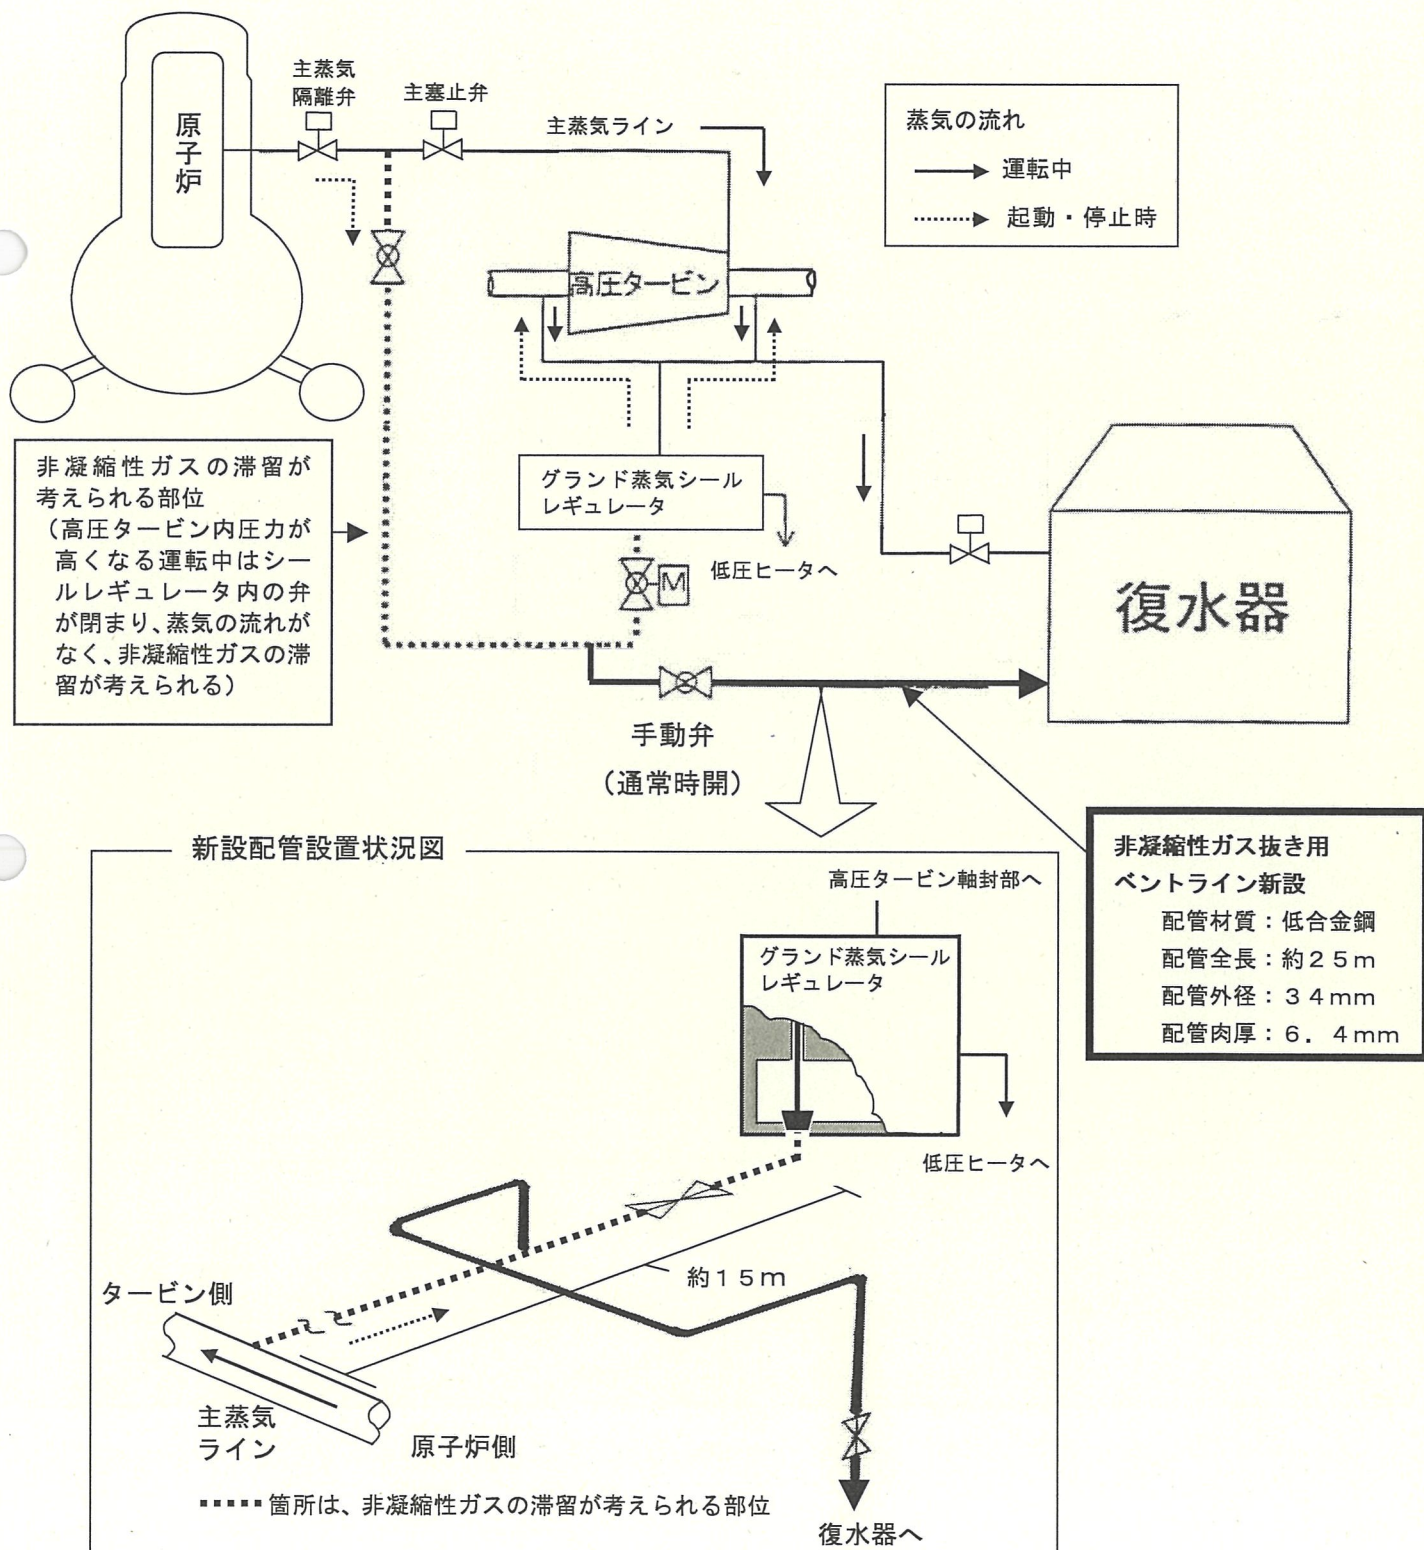 主蒸気
隔離弁
主塞止弁
主蒸気ライン
原子炉
蒸気の流れ
運転中
起動・停止時
高圧タービン
非凝縮性ガスの滞留が
考えられる部位
（高圧タービン内圧力が
高くなる運転中はシー
ルレギュレータ内の弁
が閉まり、蒸気の流れが
なく、非凝縮性ガスの滞
留が考えられる）
グランド蒸気シール
レギュレータ
低圧ヒータへ
M
復水器
手動弁
（通常時開）
非凝縮性ガス抜き用
ベントライン新設
配管材質：低合金鋼
配管全長：約２５ｍ
配管外径：３４mm
配管肉厚：６．４mm
新設配管設置状況図
高圧タービン軸封部へ
グランド蒸気シール
レギュレータ
低圧ヒータへ
約１５ｍ
タービン側
主蒸気
ライン
原子炉側
箇所は、非凝縮性ガスの滞留が考えられる部位
復水器へ